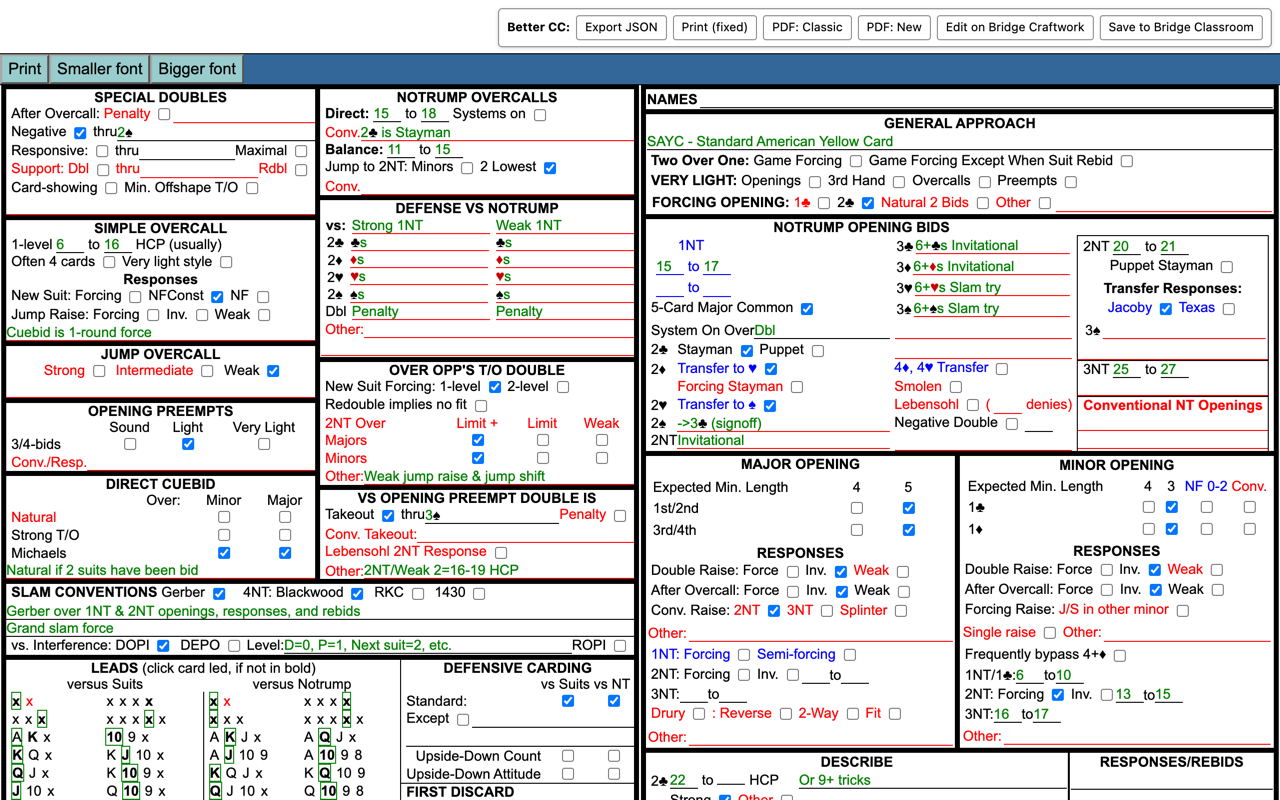 Better CC: Export JSON Print (fixed) PDF: Classic PDF: New Edit on Bridge Craftwork Save to Bridge Classroom
Print Smaller font Bigger font
SPECIAL DOUBLES
After Overcall: Penalty
Negative thru2♠
Responsive: thru Maximal
Support: Dbl thru Rdbl
Card-showing Min. Offshape T/O
SIMPLE OVERCALL
1-level 6 to 16 HCP (usually)
Often 4 cards Very light style
Responses
New Suit: Forcing NFConst NF
Jump Raise: Forcing Inv. Weak
Cuebid is 1-round force
JUMP OVERCALL
Strong Intermediate Weak
OPENING PREEMPTS
Sound Light Very Light
3/4-bids
Conv./Resp.
DIRECT CUEBID
Over: Minor Major
Natural
Strong T/O
Michaels
Natural if 2 suits have been bid
NOTRUMP OVERCALLS
Direct: 15 to 18 Systems on
Conv.2♣ is Stayman
Balance: 11 to 15
Jump to 2NT: Minors 2 Lowest
Conv.
DEFENSE VS NOTRUMP
vs: Strong 1NT Weak 1NT
2♣ ♣s ♣s
2♦ ♦s ♦s
2♥ ♥s ♥s
2♠ ♠s ♠s
Dbl Penalty Penalty
Other:
OVER OPP'S T/O DOUBLE
New Suit Forcing: 1-level 2-level
Redouble implies no fit
2NT Over Limit + Limit Weak
Majors
Minors
Other:Weak jump raise & jump shift
VS OPENING PREEMPT DOUBLE IS
Takeout thru3♠ Penalty
Conv. Takeout:
Lebensohl 2NT Response
Other:2NT/Weak 2=16-19 HCP
SLAM CONVENTIONS Gerber 4NT: Blackwood RKC 1430
Gerber over 1NT & 2NT openings, responses, and rebids
Grand slam force
vs. Interference: DOPI DEPO Level:D=0, P=1, Next suit=2, etc. ROPI
LEADS (click card led, if not in bold)
versus Suits versus Notrump
x x x x x x x x x x x x
x x x x x x x x x x x x x x x x
A K x 10 9 x A K J x A Q J x
K Q x K J 10 x A J 10 9 A 10 9 8
Q J x K 10 9 x K Q J x K Q 10 9
J 10 x Q 10 9 x Q J 10 x Q 10 9 8
DEFENSIVE CARDING
vs Suits vs NT
Standard:
Except
Upside-Down Count
Upside-Down Attitude
FIRST DISCARD
NAMES
GENERAL APPROACH
SAYC - Standard American Yellow Card
Two Over One: Game Forcing Game Forcing Except When Suit Rebid
VERY LIGHT: Openings 3rd Hand Overcalls Preempts
FORCING OPENING: 1♣ 2♣ Natural 2 Bids Other
NOTRUMP OPENING BIDS
1NT
15 to 17
to
5-Card Major Common
System On OverDbl
2♣ Stayman Puppet
2♦ Transfer to ♥
Forcing Stayman
2♥ Transfer to ♠
2♠ ->3♣ (signoff)
2NTInvitational
3♣6+♣s Invitational
3♦6+♦s Invitational
3♥6+♥s Slam try
3♠6+♠s Slam try
4♦, 4♥ Transfer
Smolen
Lebensohl ( denies)
Negative Double
2NT 20 to 21
Puppet Stayman
Transfer Responses:
Jacoby Texas
3♠
3NT 25 to 27
Conventional NT Openings
MAJOR OPENING
Expected Min. Length 4 5
1st/2nd
3rd/4th
RESPONSES
Double Raise: Force Inv. Weak
After Overcall: Force Inv. Weak
Conv. Raise: 2NT 3NT Splinter
Other:
1NT: Forcing Semi-forcing
2NT: Forcing Inv. to
3NT: to
Drury : Reverse 2-Way Fit
Other:
MINOR OPENING
Expected Min. Length 4 3 NF 0-2 Conv.
1♣
1♦
RESPONSES
Double Raise: Force Inv. Weak
After Overcall: Force Inv. Weak
Forcing Raise: J/S in other minor
Single raise Other:
Frequently bypass 4+♦
1NT/1♣:6 to10
2NT: Forcing Inv. 13 to15
3NT:16 to17
Other:
DESCRIBE RESPONSES/REBIDS
2♣22 to HCP Or 9+ tricks
Strong Other